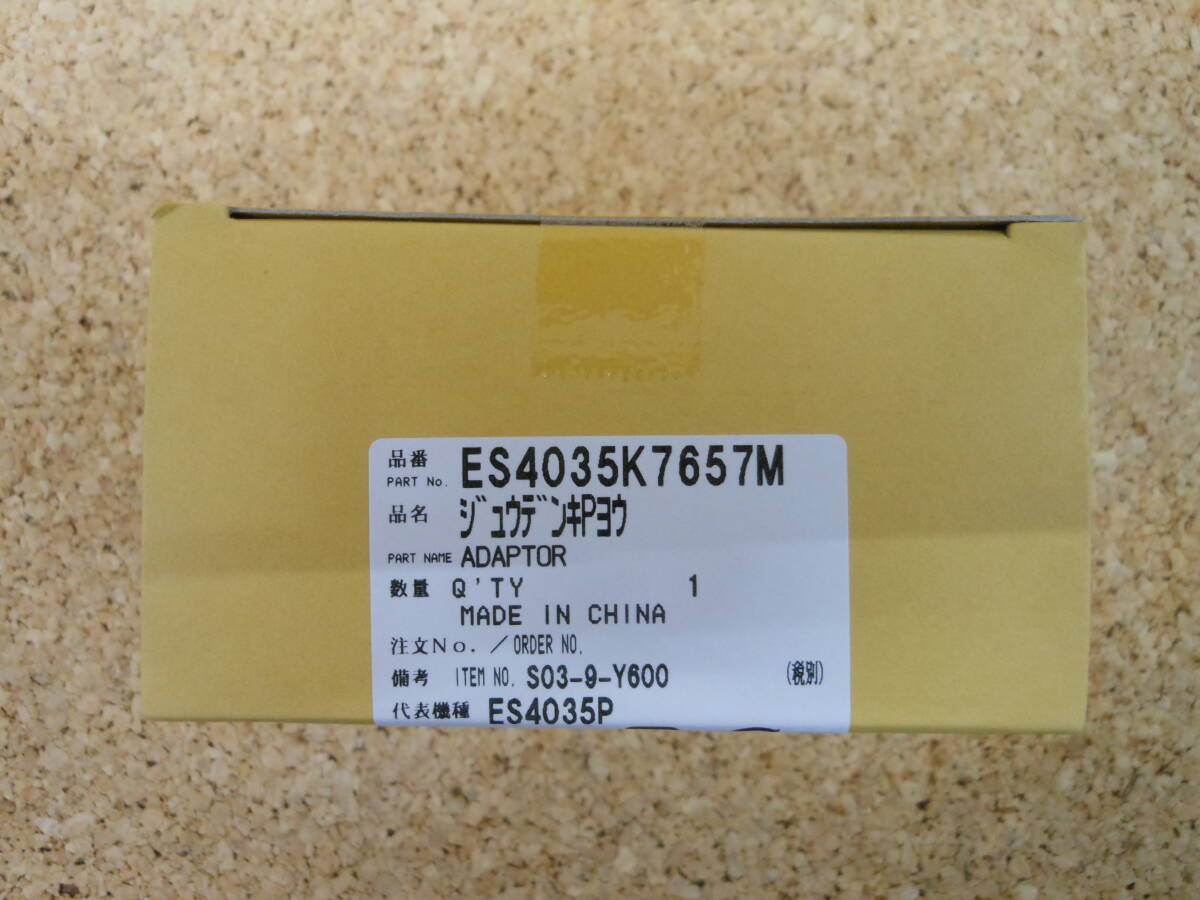 品番
PART No. ES4035K7657M
品名 ジュウデンキPヨウ
PART NAME ADAPTOR
数量 Q'TY 1
MADE IN CHINA
注文No.／ORDER NO.
備考 ITEM NO. S03-9-Y600 (税別)
代表機種 ES4035P